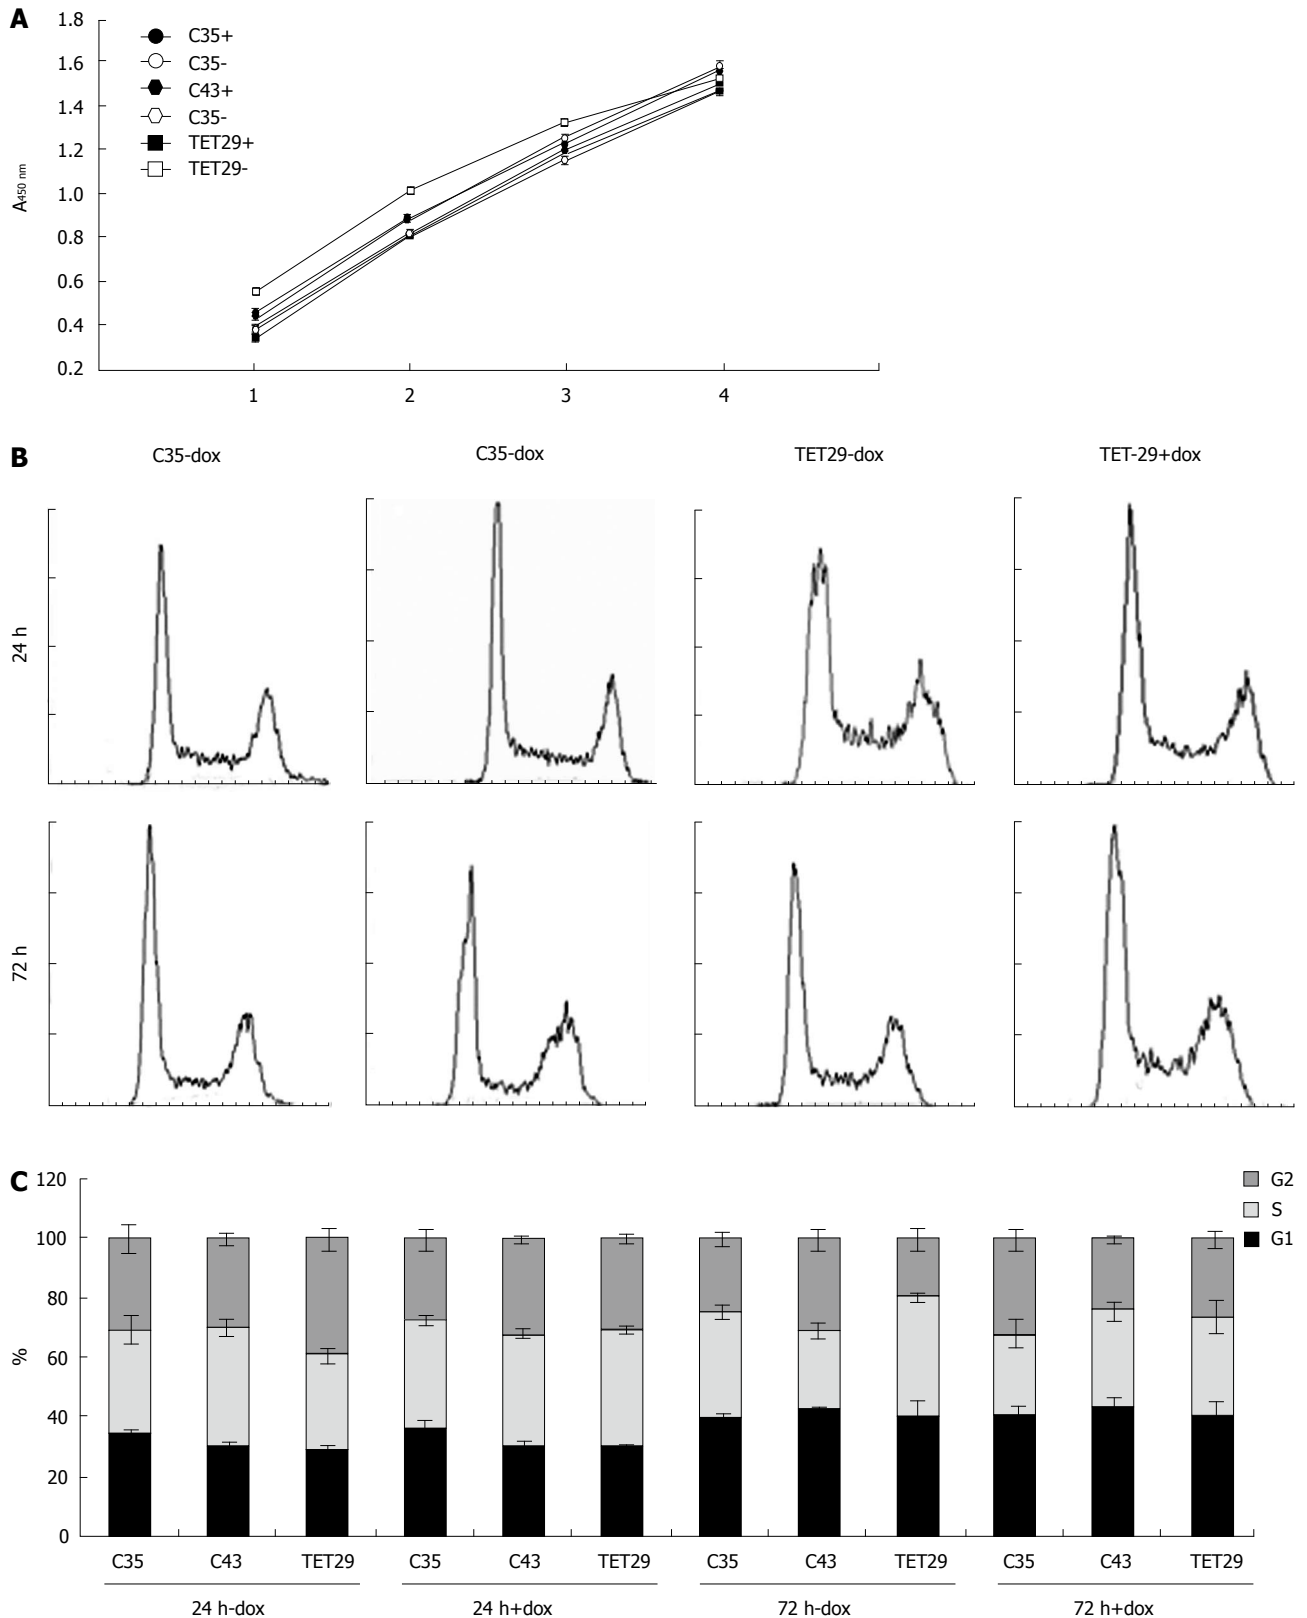 A
1.8
1.6
1.4
1.2
1.0
0.8
0.6
0.4
0.2
A450 nm
C35+
C35-
C43+
C35-
TET29+
TET29-
1 2 3 4
B
C35-dox C35-dox TET29-dox TET-29+dox
24 h
72 h
C
120
100
80
60
40
20
0
%
G2
S
G1
C35 C43 TET29 C35 C43 TET29 C35 C43 TET29 C35 C43 TET29
24 h-dox 24 h+dox 72 h-dox 72 h+dox